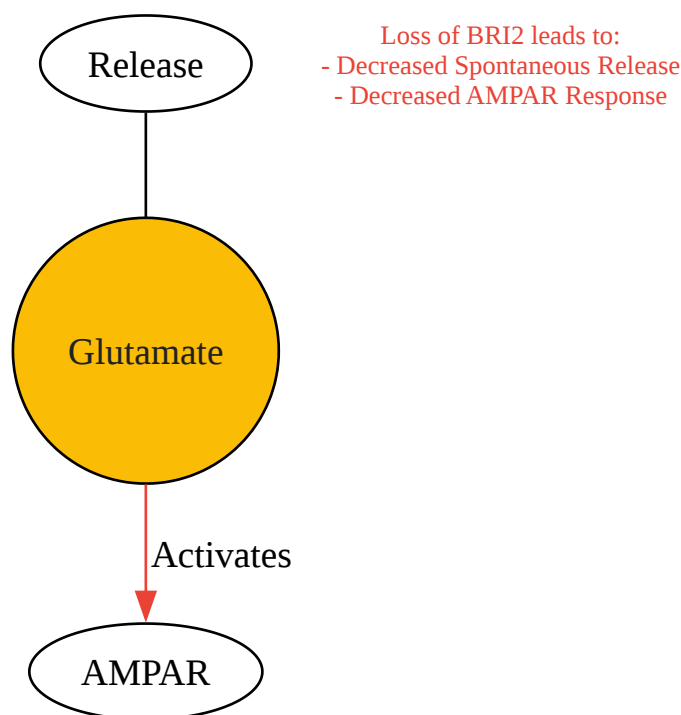 Release
Loss of BRI2 leads to:
- Decreased Spontaneous Release
- Decreased AMPAR Response
Glutamate
Activates
AMPAR